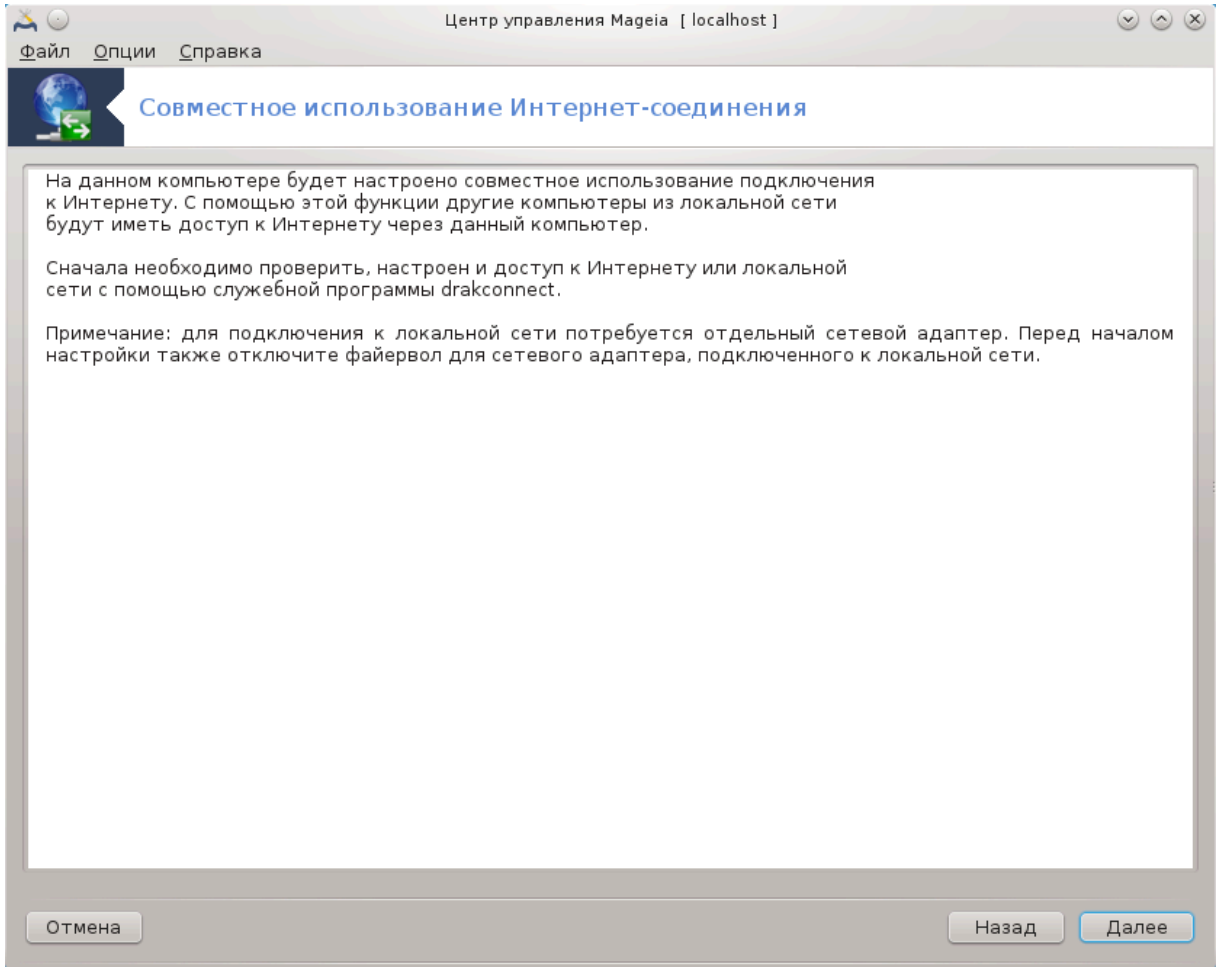 Центр управления Mageia [ localhost ]
Файл Опции Справка
Совместное использование Интернет-соединения
На данном компьютере будет настроено совместное использование подключения
к Интернету. С помощью этой функции другие компьютеры из локальной сети
будут иметь доступ к Интернету через данный компьютер.
Сначала необходимо проверить, настроен и доступ к Интернету или локальной
сети с помощью служебной программы drakconnect.
Примечание: для подключения к локальной сети потребуется отдельный сетевой адаптер. Перед началом
настройки также отключите файервол для сетевого адаптера, подключенного к локальной сети.
Отмена Назад Далее